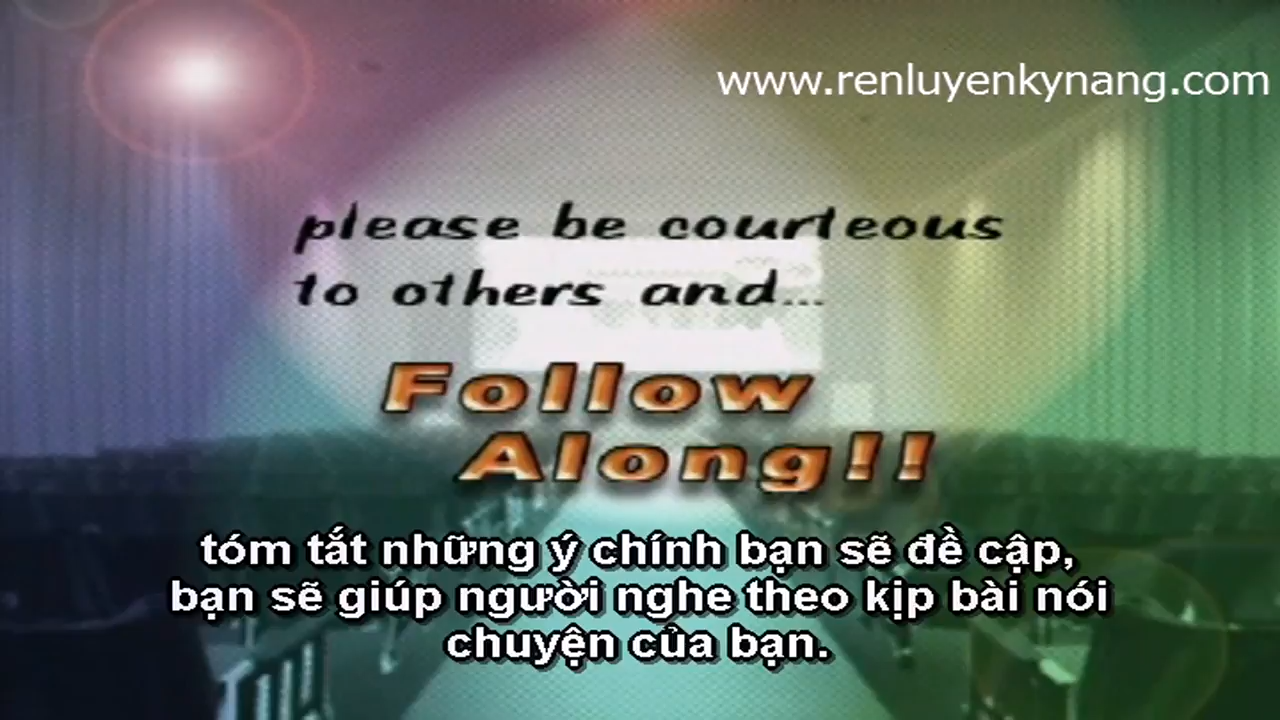 www.renluyenkynang.com
please be courteous
to others and...
Follow
Along!!
tóm tắt những ý chính bạn sẽ đề cập,
bạn sẽ giúp người nghe theo kịp bài nói
chuyện của bạn.